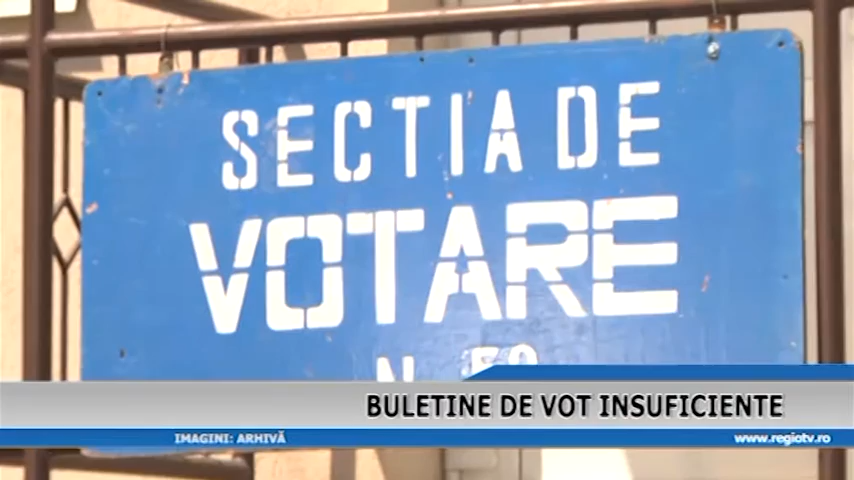 SECTIA DE
VOTARE
BULETINE DE VOT INSUFICIENTE
IMAGINI: ARHIVĂ
www.regiotv.ro